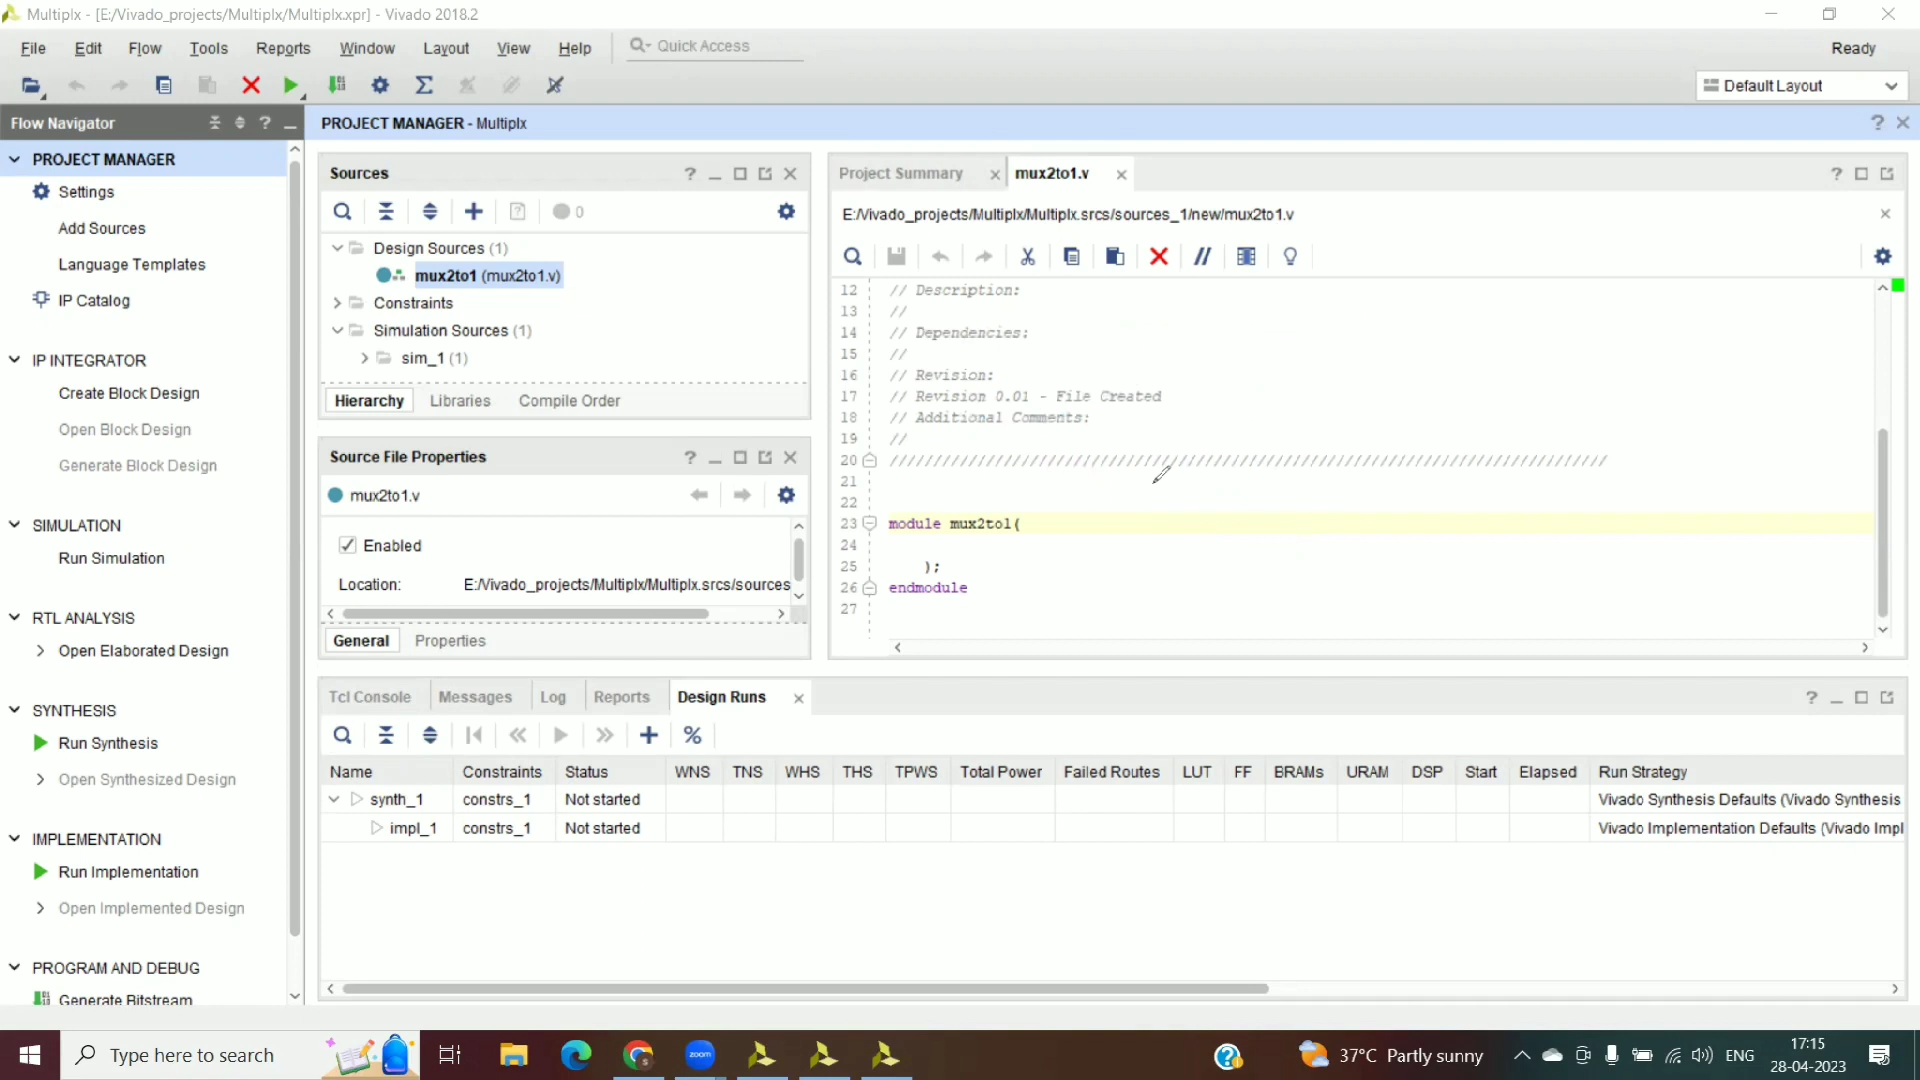 Multiplx - [E:/Vivado_projects/Multiplx/Multiplx.xpr] - Vivado 2018.2
File Edit Flow Tools Reports Window Layout View Help Quick Access Ready
Default Layout
Flow Navigator
PROJECT MANAGER
Settings
Add Sources
Language Templates
IP Catalog
IP INTEGRATOR
Create Block Design
Open Block Design
Generate Block Design
SIMULATION
Run Simulation
RTL ANALYSIS
Open Elaborated Design
SYNTHESIS
Run Synthesis
Open Synthesized Design
IMPLEMENTATION
Run Implementation
Open Implemented Design
PROGRAM AND DEBUG
Generate Bitstream
PROJECT MANAGER - Multiplx
Sources
0
Design Sources (1)
mux2to1 (mux2to1.v)
Constraints
Simulation Sources (1)
sim_1 (1)
Hierarchy Libraries Compile Order
Source File Properties
mux2to1.v
Enabled
Location: E:/Vivado_projects/Multiplx/Multiplx.srcs/sources
General Properties
Project Summary mux2to1.v
E:/Vivado_projects/Multiplx/Multiplx.srcs/sources_1/new/mux2to1.v
12 // Description:
13 //
14 // Dependencies:
15 //
16 // Revision:
17 // Revision 0.01 - File Created
18 // Additional Comments:
19 //
20 //////////////////////////////////////////////////////////////////////////////////
21
22
23 module mux2to1(
24
25 );
26 endmodule
27
Tcl Console Messages Log Reports Design Runs
Name Constraints Status WNS TNS WHS THS TPWS Total Power Failed Routes LUT FF BRAMs URAM DSP Start Elapsed Run Strategy
synth_1 constrs_1 Not started Vivado Synthesis Defaults (Vivado Synthesis
impl_1 constrs_1 Not started Vivado Implementation Defaults (Vivado Impl
Type here to search
zoom
37°C Partly sunny
ENG
17:15
28-04-2023